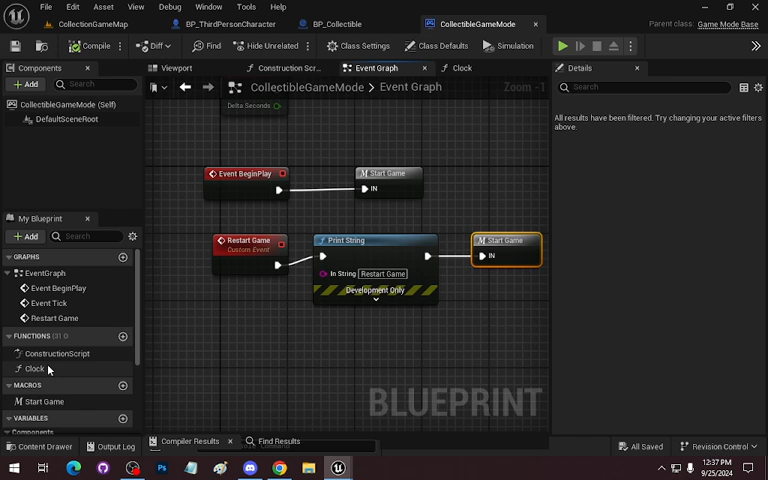 File Edit Asset View Debug Window Tools Help
CollectionGameMap BP_ThirdPersonCharacter BP_Collectible CollectibleGameMode Parent class: Game Mode Base
Compile Diff Find Hide Unrelated Class Settings Class Defaults Simulation
Components Viewport Construction Scr... Event Graph Clock Details
Add Search CollectibleGameMode > Event Graph Zoom -1 Search
CollectibleGameMode (Self)
DefaultSceneRoot
Delta Seconds
All results have been filtered. Try changing your active filters
above.
Event BeginPlay Start Game
IN
My Blueprint
Add Search
GRAPHS
EventGraph
Event BeginPlay
Event Tick
Restart Game
FUNCTIONS (31 O
ConstructionScript
Clock
MACROS
Start Game
VARIABLES
Components
Restart Game
Custom Event
Print String
In String Restart Game
Development Only
Start Game
IN
BLUEPRINT
Compiler Results Find Results
Content Drawer Output Log All Saved Revision Control
12:37 PM
9/25/2024